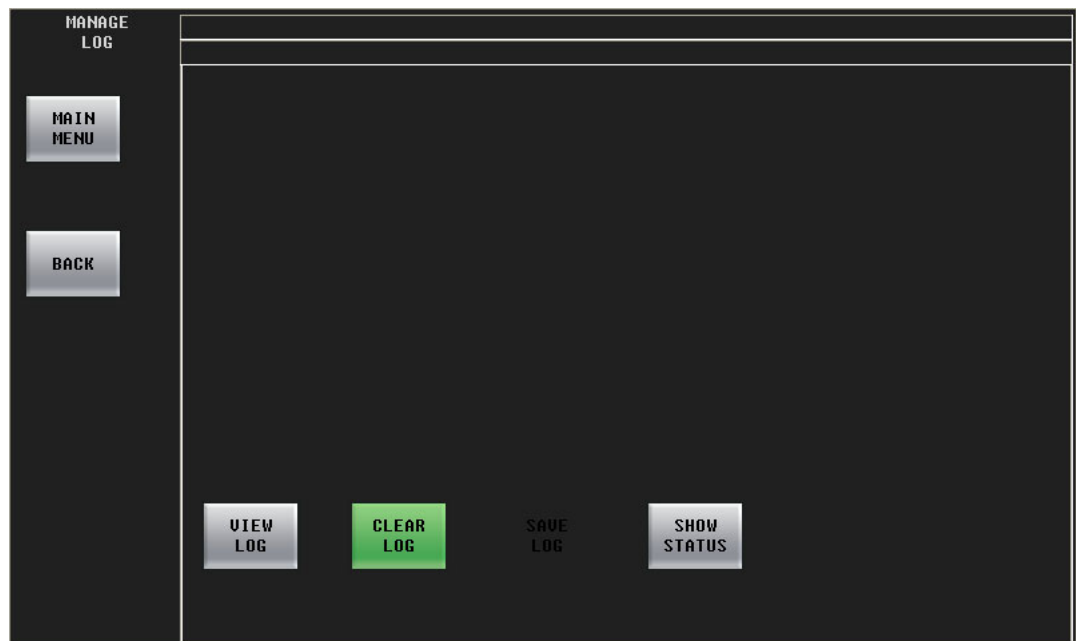 MANAGE
LOG
MAIN
MENU
BACK
VIEW
LOG
CLEAR
LOG
SAVE
LOG
SHOW
STATUS